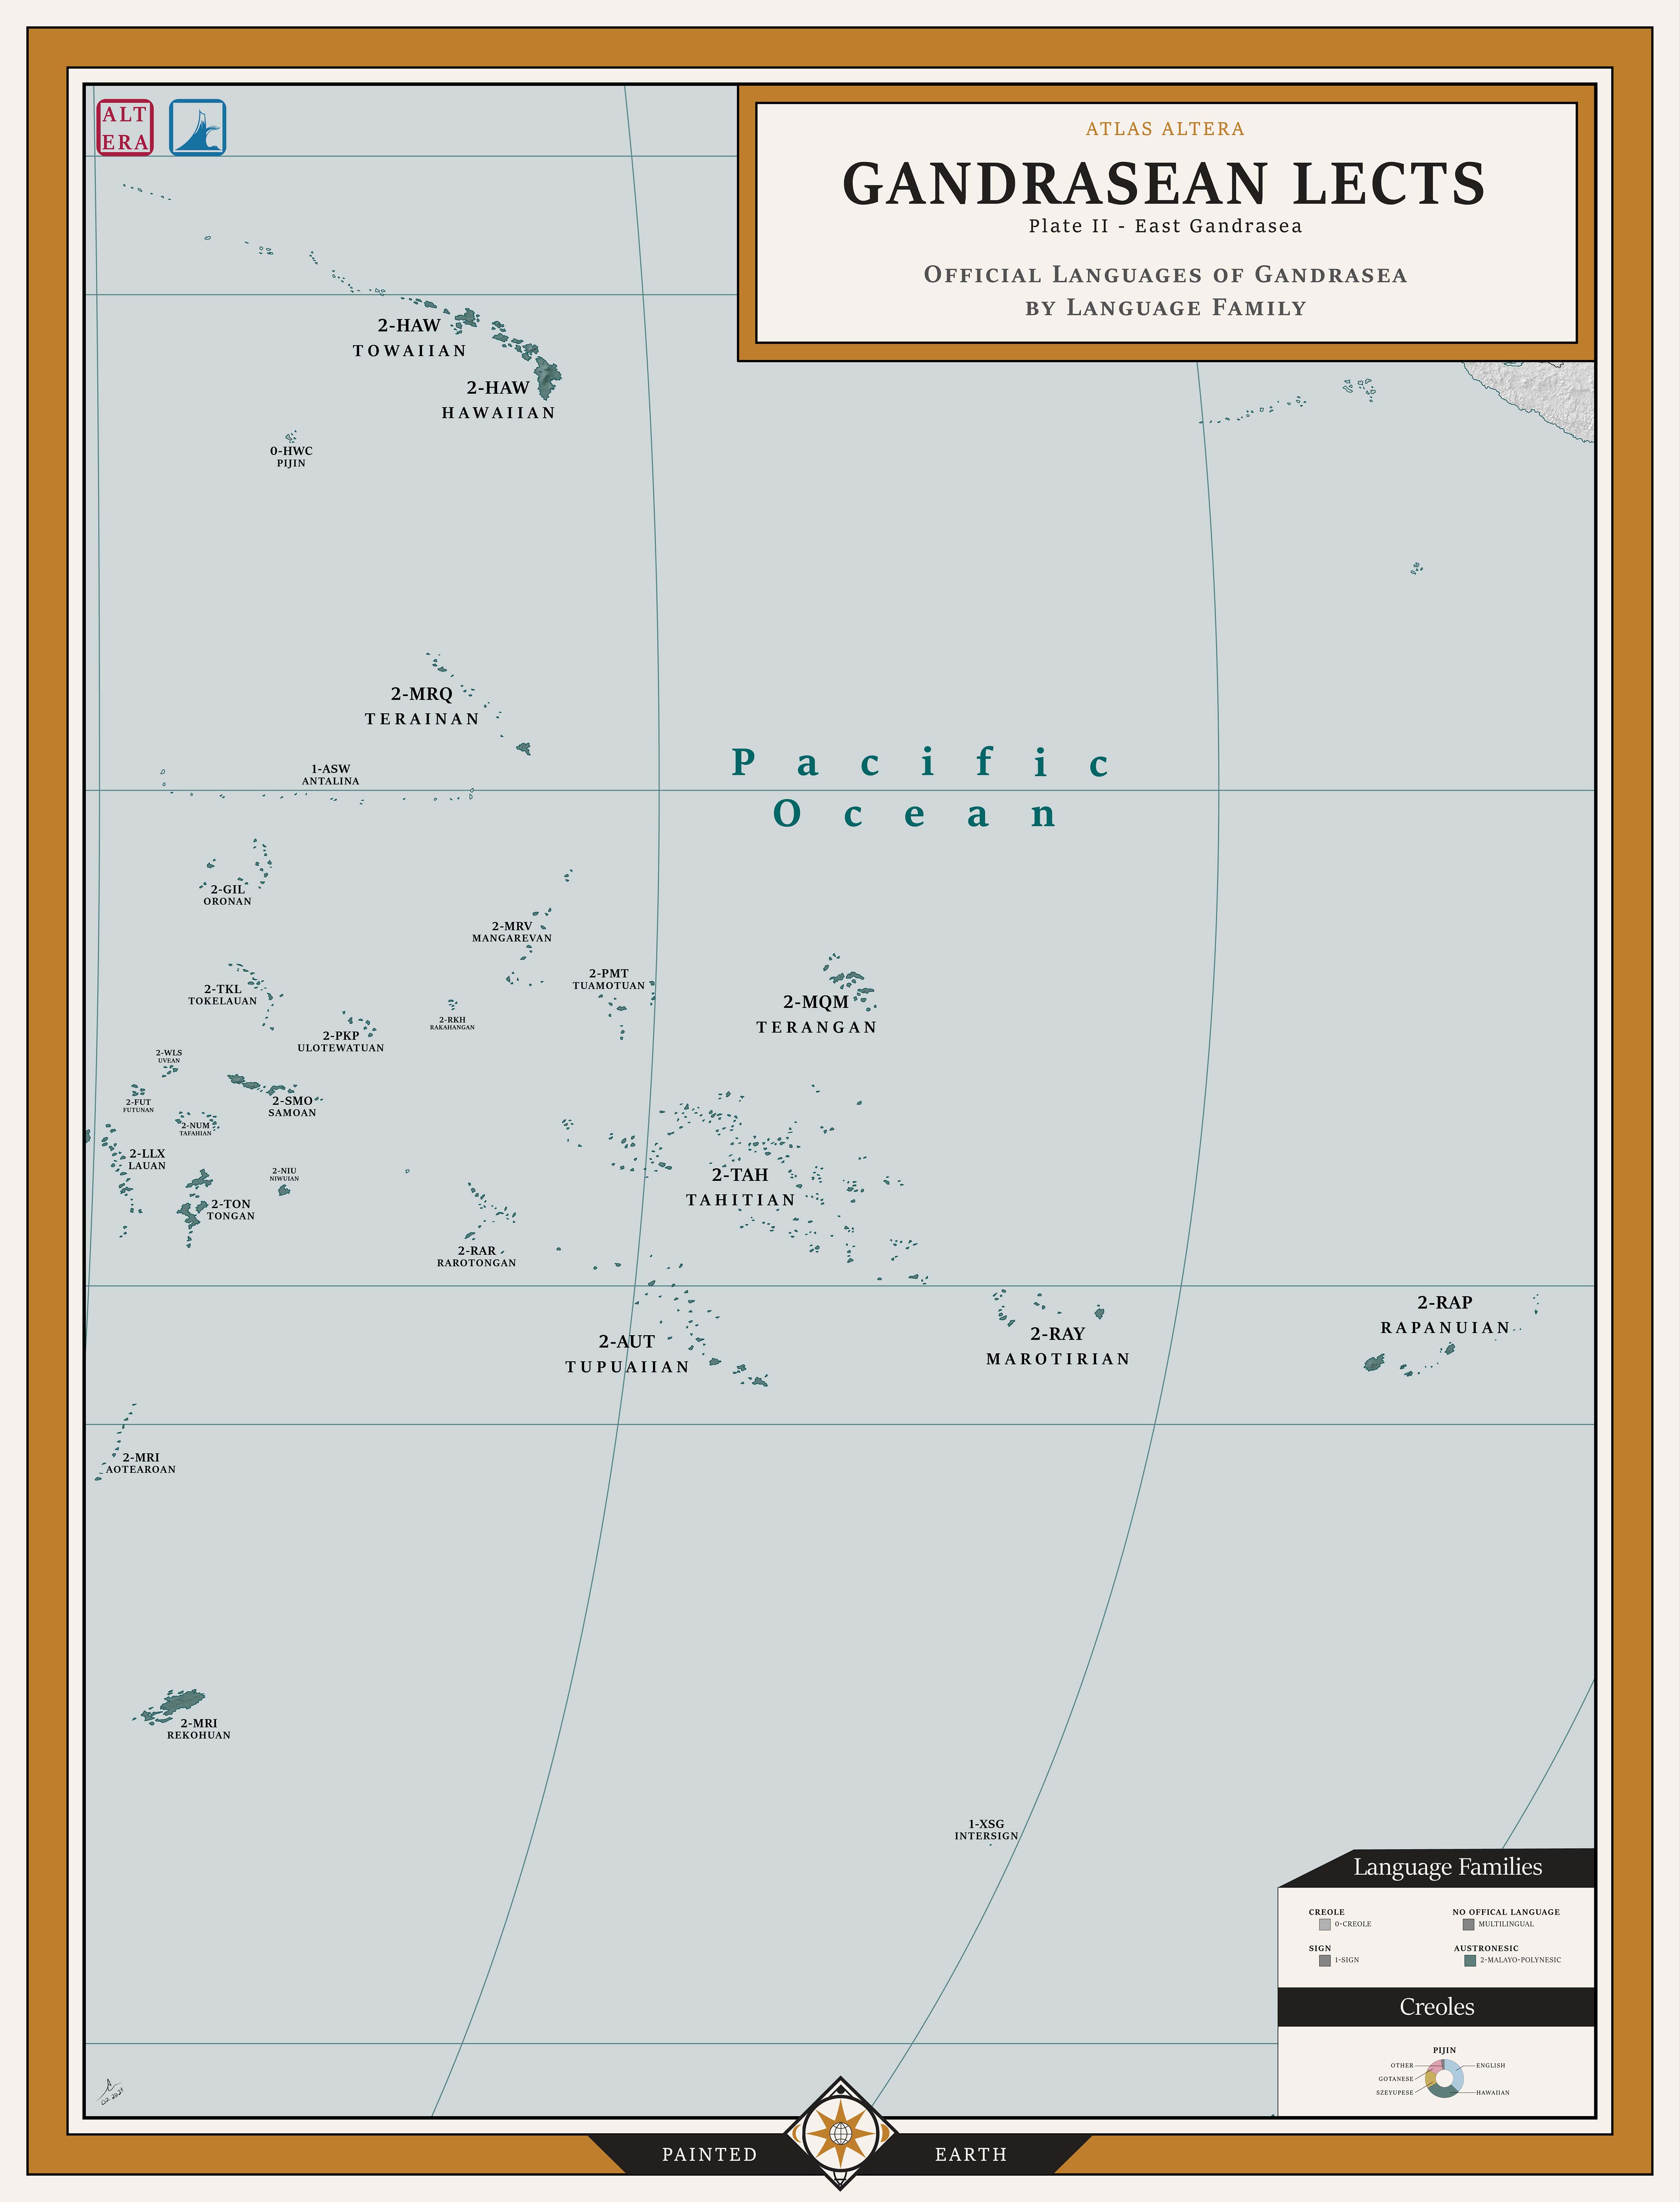 ALT
ERA
ATLAS ALTERA
GANDRASEAN LECTS
Plate II - East Gandrasea
OFFICIAL LANGUAGES OF GANDRASEA
BY LANGUAGE FAMILY
2-HAW
TOWAIIAN
2-HAW
HAWAIIAN
0-HWC
PIJIN
2-MRQ
TERAINAN
Pacific
Ocean
1-ASW
ANTALINA
2-GIL
ORONAN
2-MRV
MANGAREVAN
2-PMT
TUAMOTUAN
2-TKL
TOKELAUAN
2-MQM
TERANGAN
2-RKH
RAKAHANGAN
2-PKP
ULOTEWATUAN
2-WLS
UVEAN
2-FUT
FUTUNAN
2-SMO
SAMOAN
2-NUM
TAFAHIAN
2-LLX
LAUAN
2-NIU
NIWUIAN
2-TAH
TAHITIAN
2-TON
TONGAN
2-RAR
RAROTONGAN
2-RAP
RAPANUIAN
2-AUT
TUPUAIIAN
2-RAY
MAROTIRIAN
2-MRI
AOTEAROAN
2-MRI
REKOHUAN
1-XSG
INTERSIGN
Language Families
CREOLE
0-CREOLE
NO OFFICAL LANGUAGE
MULTILINGUAL
SIGN
1-SIGN
AUSTRONESIC
2-MALAYO-POLYNESIC
Creoles
PIJIN
OTHER
ENGLISH
GOTANESE
SZEYUPESE
HAWAIIAN
PAINTED
EARTH